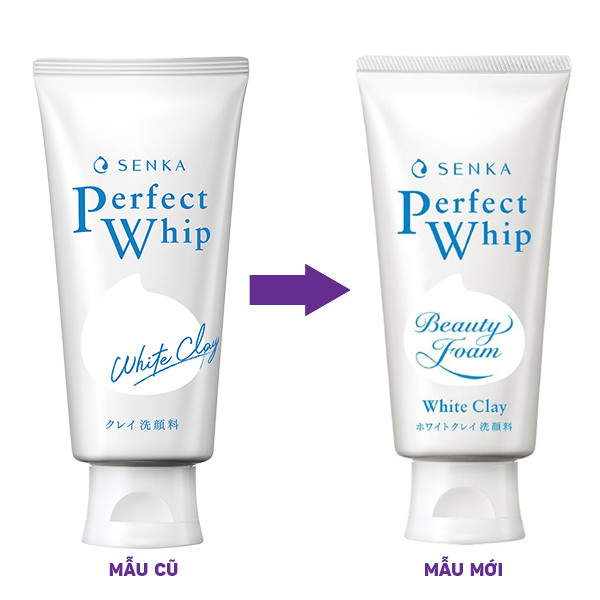 SENKA
Perfect
Whip
White Clay
クレイ洗顔料
MẪU CŨ
SENKA
Perfect
Whip
Beauty
Foam
White Clay
ホワイトクレイ洗顔料
MẪU MỚI